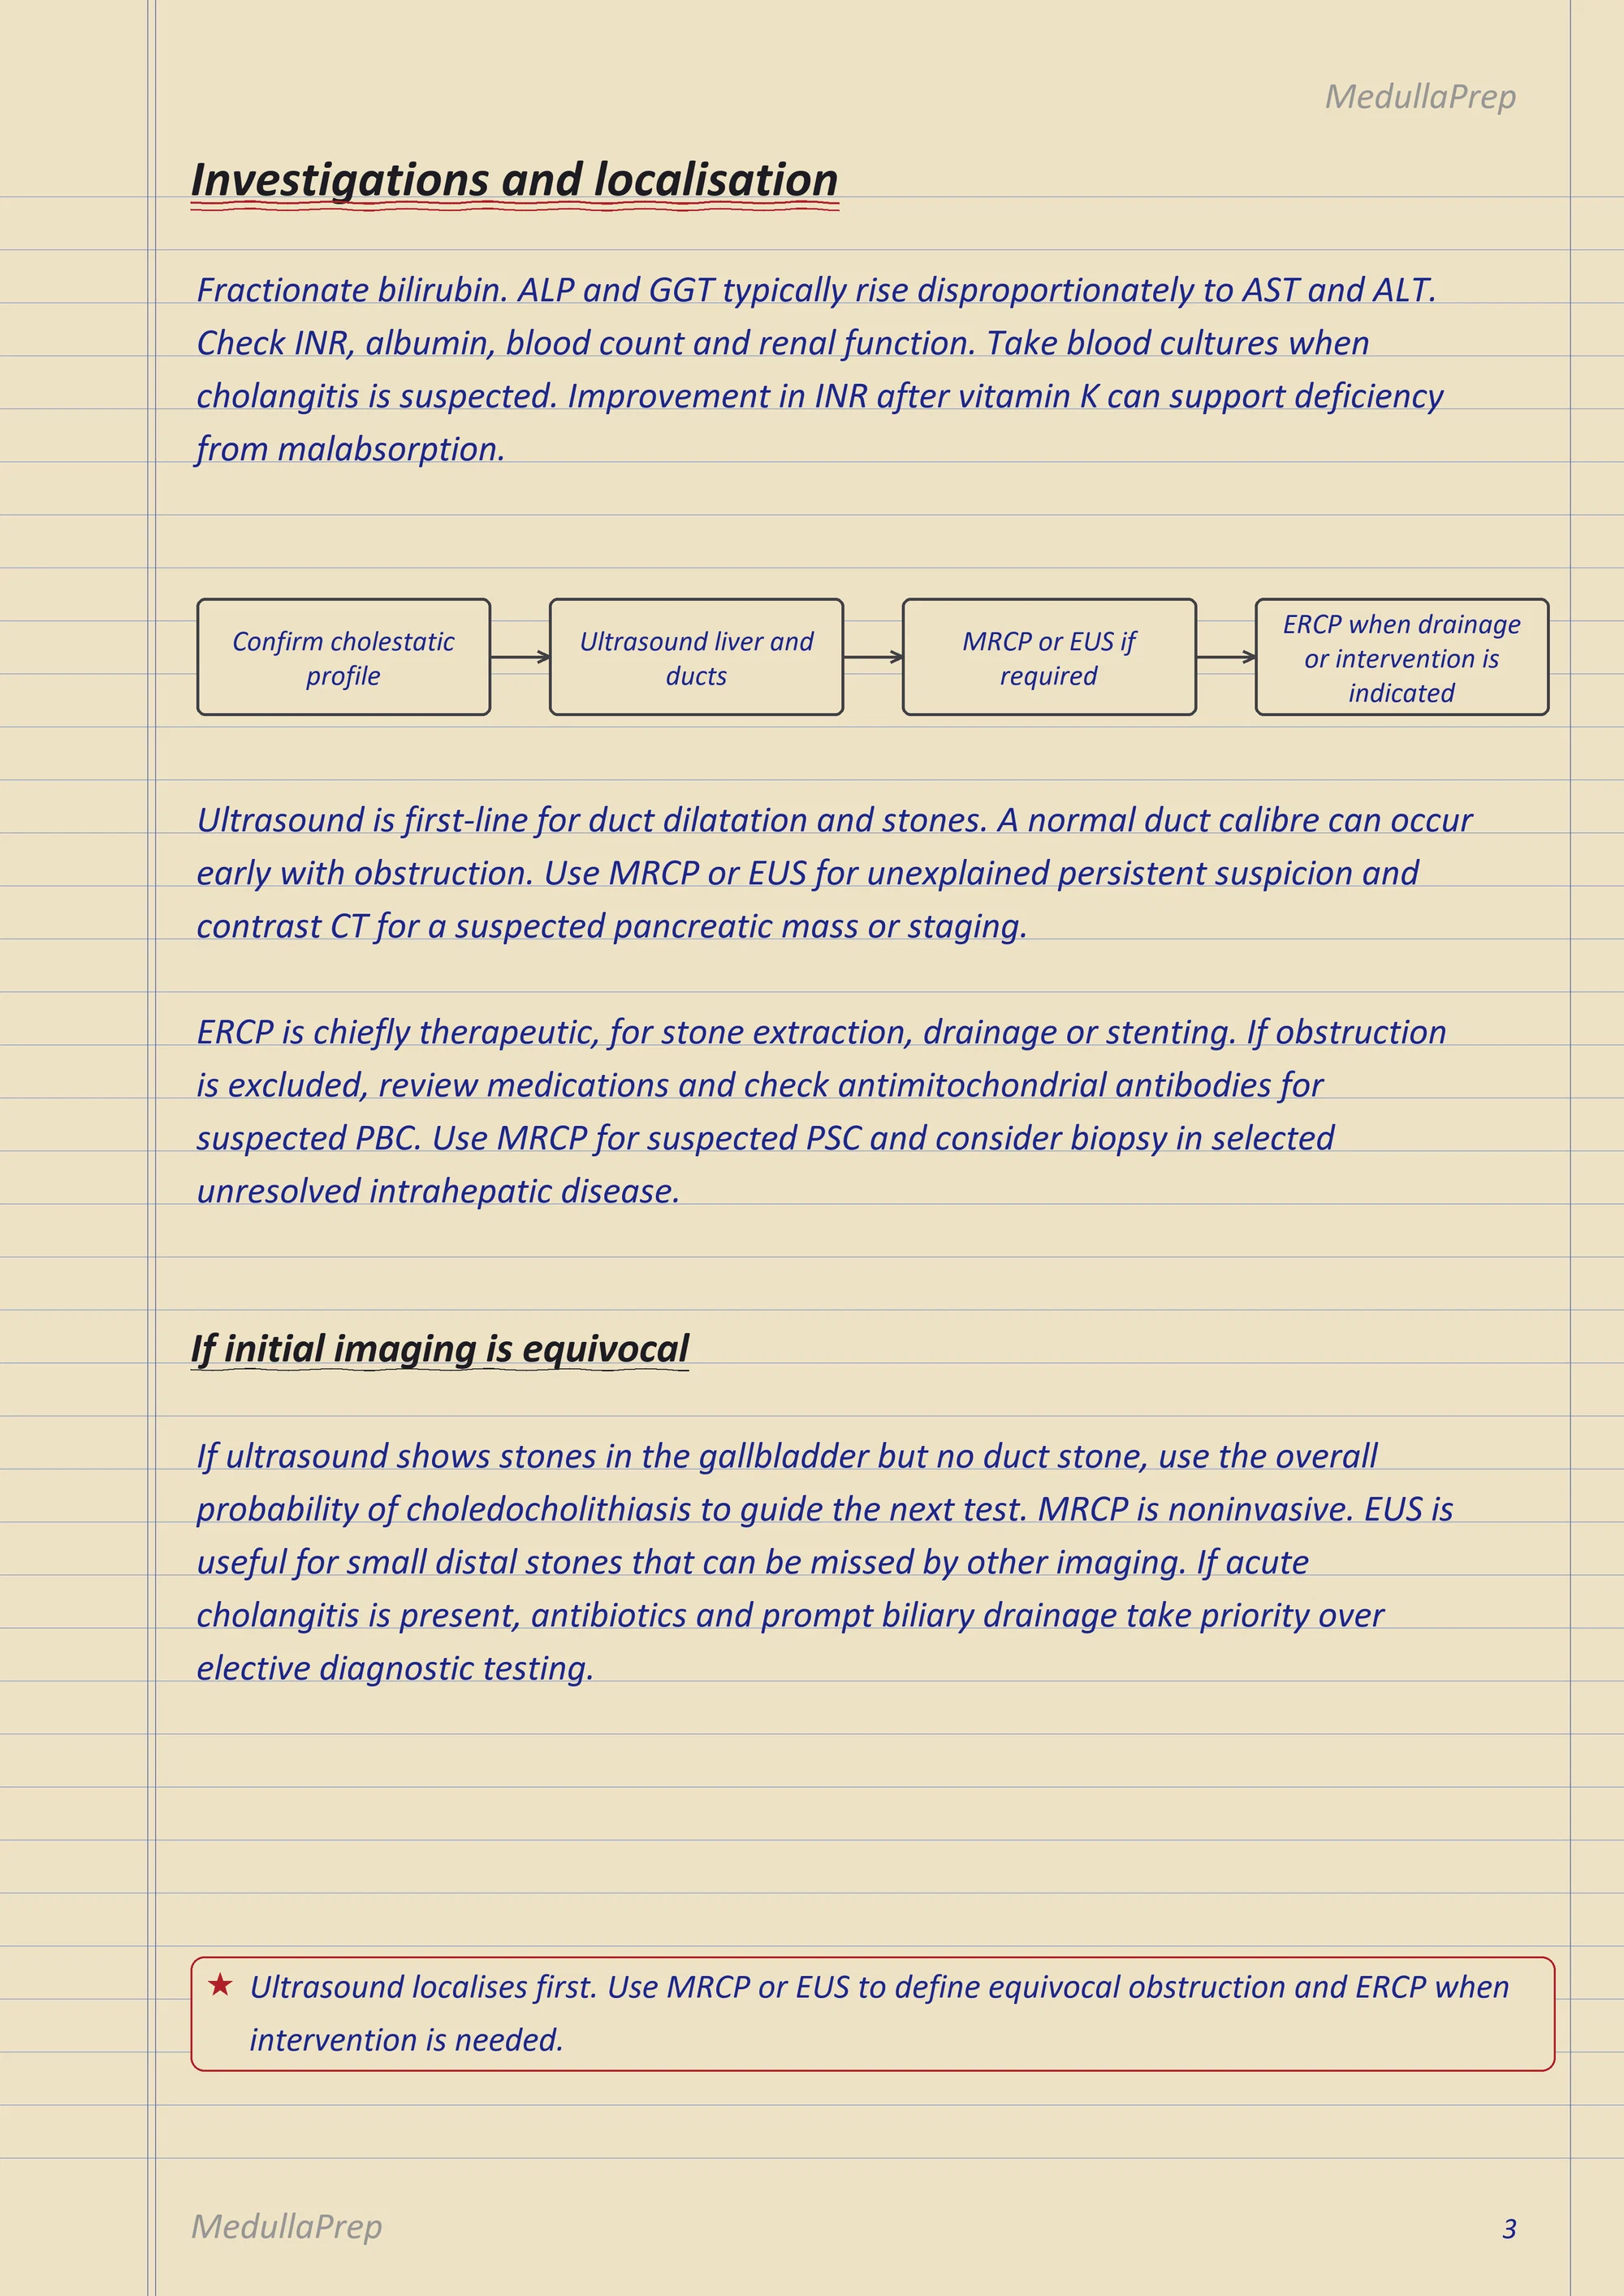 MedullaPrep
Investigations and localisation
Fractionate bilirubin. ALP and GGT typically rise disproportionately to AST and ALT.
Check INR, albumin, blood count and renal function. Take blood cultures when
cholangitis is suspected. Improvement in INR after vitamin K can support deficiency
from malabsorption.
Confirm cholestatic
profile
Ultrasound liver and
ducts
MRCP or EUS if
required
ERCP when drainage
or intervention is
indicated
Ultrasound is first-line for duct dilatation and stones. A normal duct calibre can occur
early with obstruction. Use MRCP or EUS for unexplained persistent suspicion and
contrast CT for a suspected pancreatic mass or staging.
ERCP is chiefly therapeutic, for stone extraction, drainage or stenting. If obstruction
is excluded, review medications and check antimitochondrial antibodies for
suspected PBC. Use MRCP for suspected PSC and consider biopsy in selected
unresolved intrahepatic disease.
If initial imaging is equivocal
If ultrasound shows stones in the gallbladder but no duct stone, use the overall
probability of choledocholithiasis to guide the next test. MRCP is noninvasive. EUS is
useful for small distal stones that can be missed by other imaging. If acute
cholangitis is present, antibiotics and prompt biliary drainage take priority over
elective diagnostic testing.
★ Ultrasound localises first. Use MRCP or EUS to define equivocal obstruction and ERCP when
intervention is needed.
MedullaPrep
3